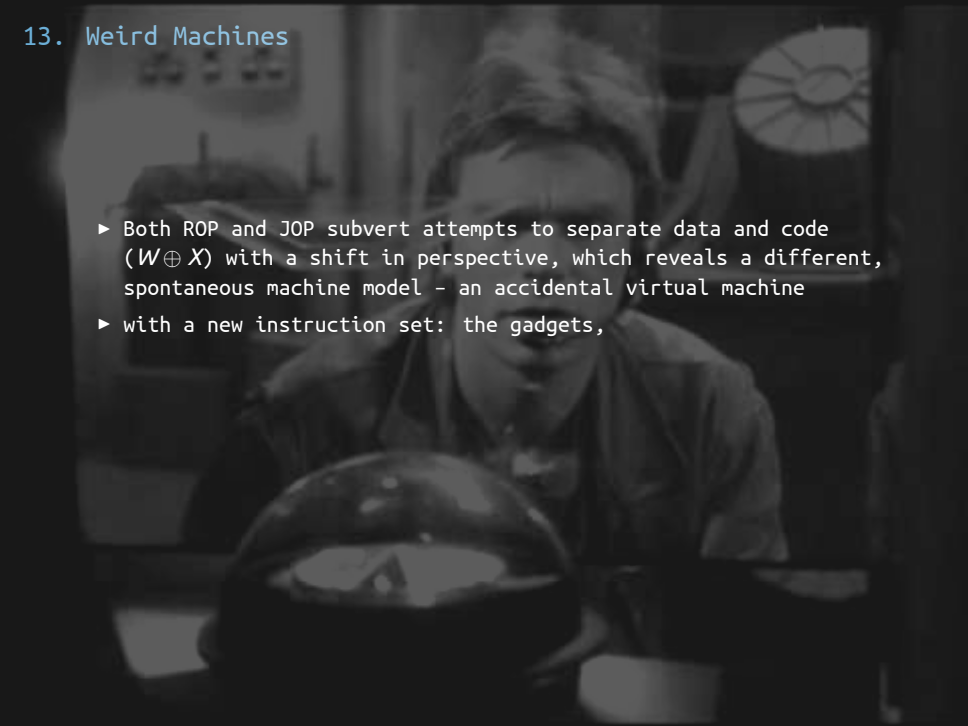 13. Weird Machines
► Both ROP and JOP subvert attempts to separate data and code
(W ⊕ X) with a shift in perspective, which reveals a different,
spontaneous machine model – an accidental virtual machine
► with a new instruction set: the gadgets,